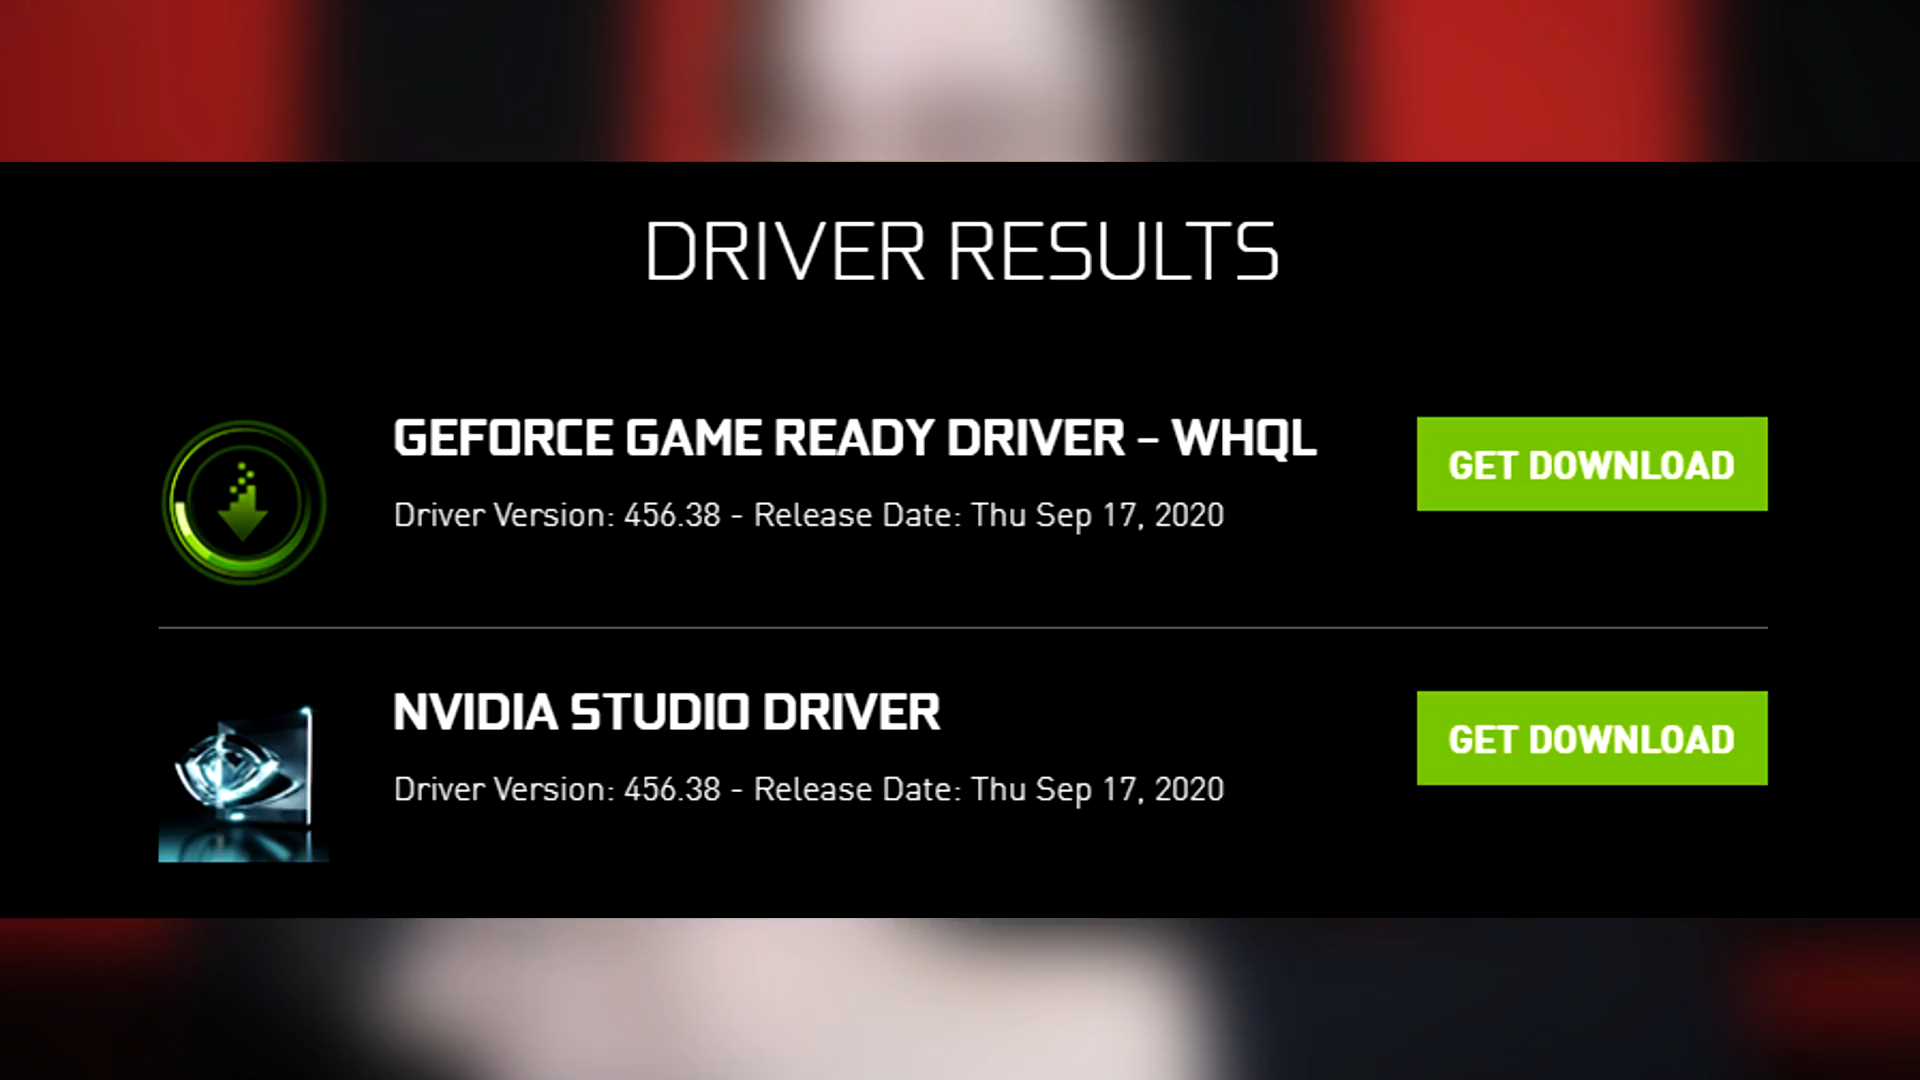 DRIVER RESULTS
GEFORCE GAME READY DRIVER – WHQL
Driver Version: 456.38 - Release Date: Thu Sep 17, 2020
GET DOWNLOAD
NVIDIA STUDIO DRIVER
Driver Version: 456.38 - Release Date: Thu Sep 17, 2020
GET DOWNLOAD